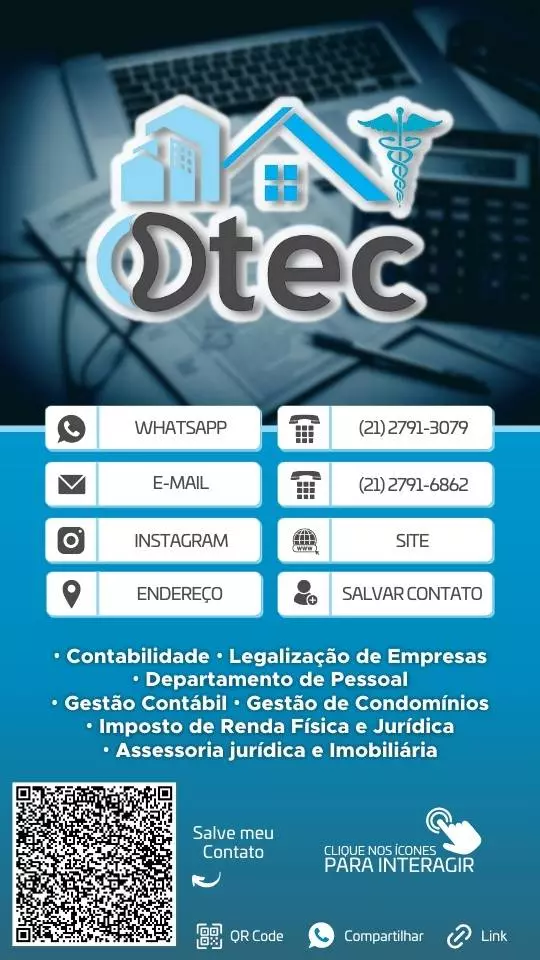 Otec
WHATSAPP
(21) 2791-3079
E-MAIL
(21) 2791-6862
INSTAGRAM
WWW
SITE
ENDEREÇO
SALVAR CONTATO
• Contabilidade • Legalização de Empresas
• Departamento de Pessoal
• Gestão Contábil • Gestão de Condomínios
• Imposto de Renda Física e Jurídica
• Assessoria jurídica e Imobiliária
Salve meu
Contato
CLIQUE NOS ÍCONES
PARA INTERAGIR
QR Code
Compartilhar
Link